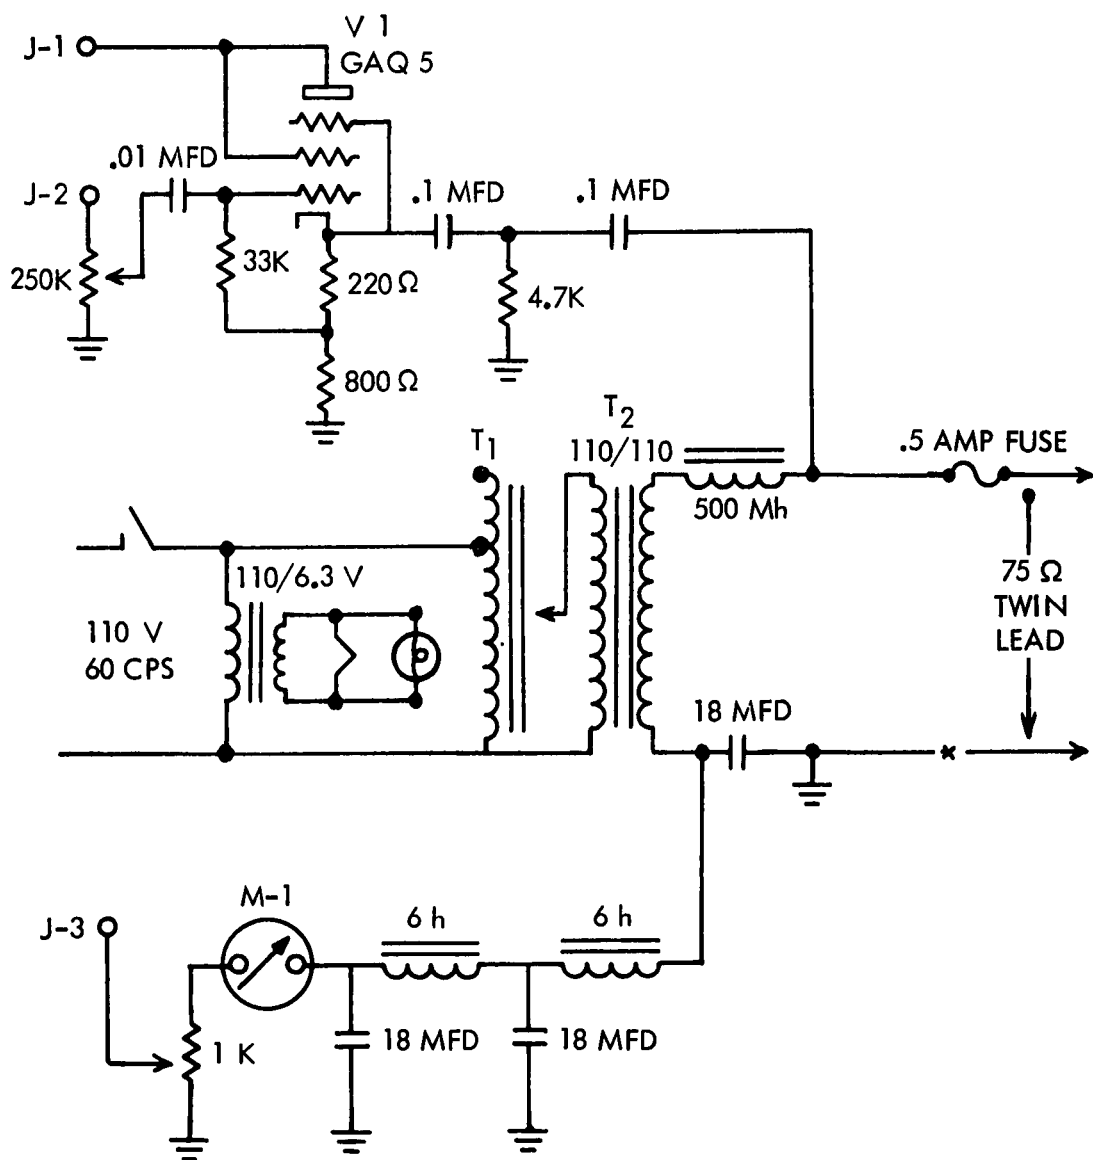 J-1
V 1
GAQ 5
.01 MFD
J-2
.1 MFD
.1 MFD
250K
33K
220 Ω
4.7K
800 Ω
T1
T2
110/110
.5 AMP FUSE
500 Mh
110/6.3 V
110 V
60 CPS
75 Ω
TWIN
LEAD
18 MFD
M-1
J-3
6 h
6 h
1 K
18 MFD
18 MFD